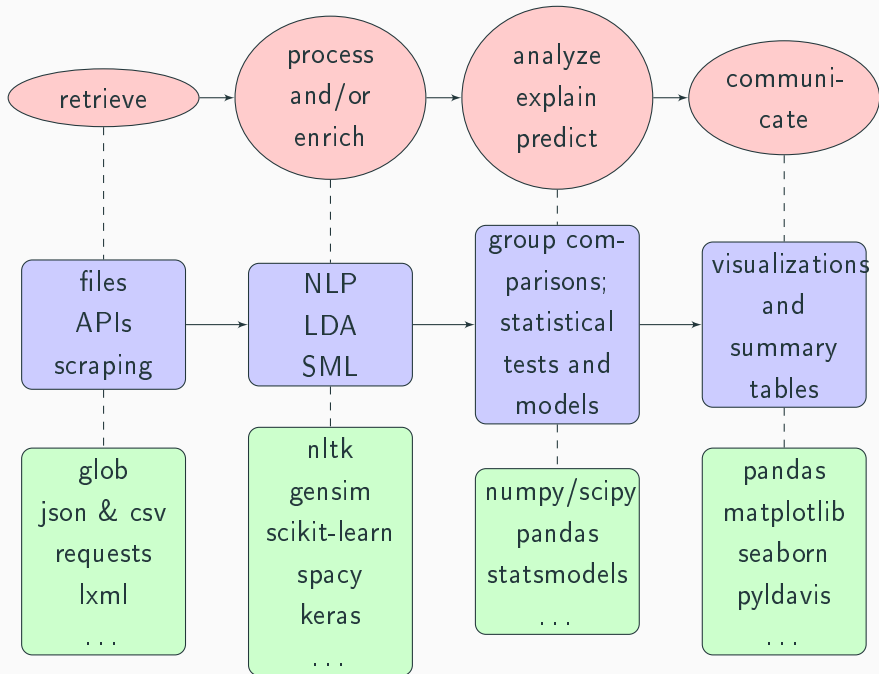 retrieve
process
and/or
enrich
analyze
explain
predict
communi-
cate
files
APIs
scraping
NLP
LDA
SML
group com-
parisons;
statistical
tests and
models
visualizations
and
summary
tables
glob
json & csv
requests
lxml
...
nltk
gensim
scikit-learn
spacy
keras
...
numpy/scipy
pandas
statsmodels
...
pandas
matplotlib
seaborn
pyldavis
...